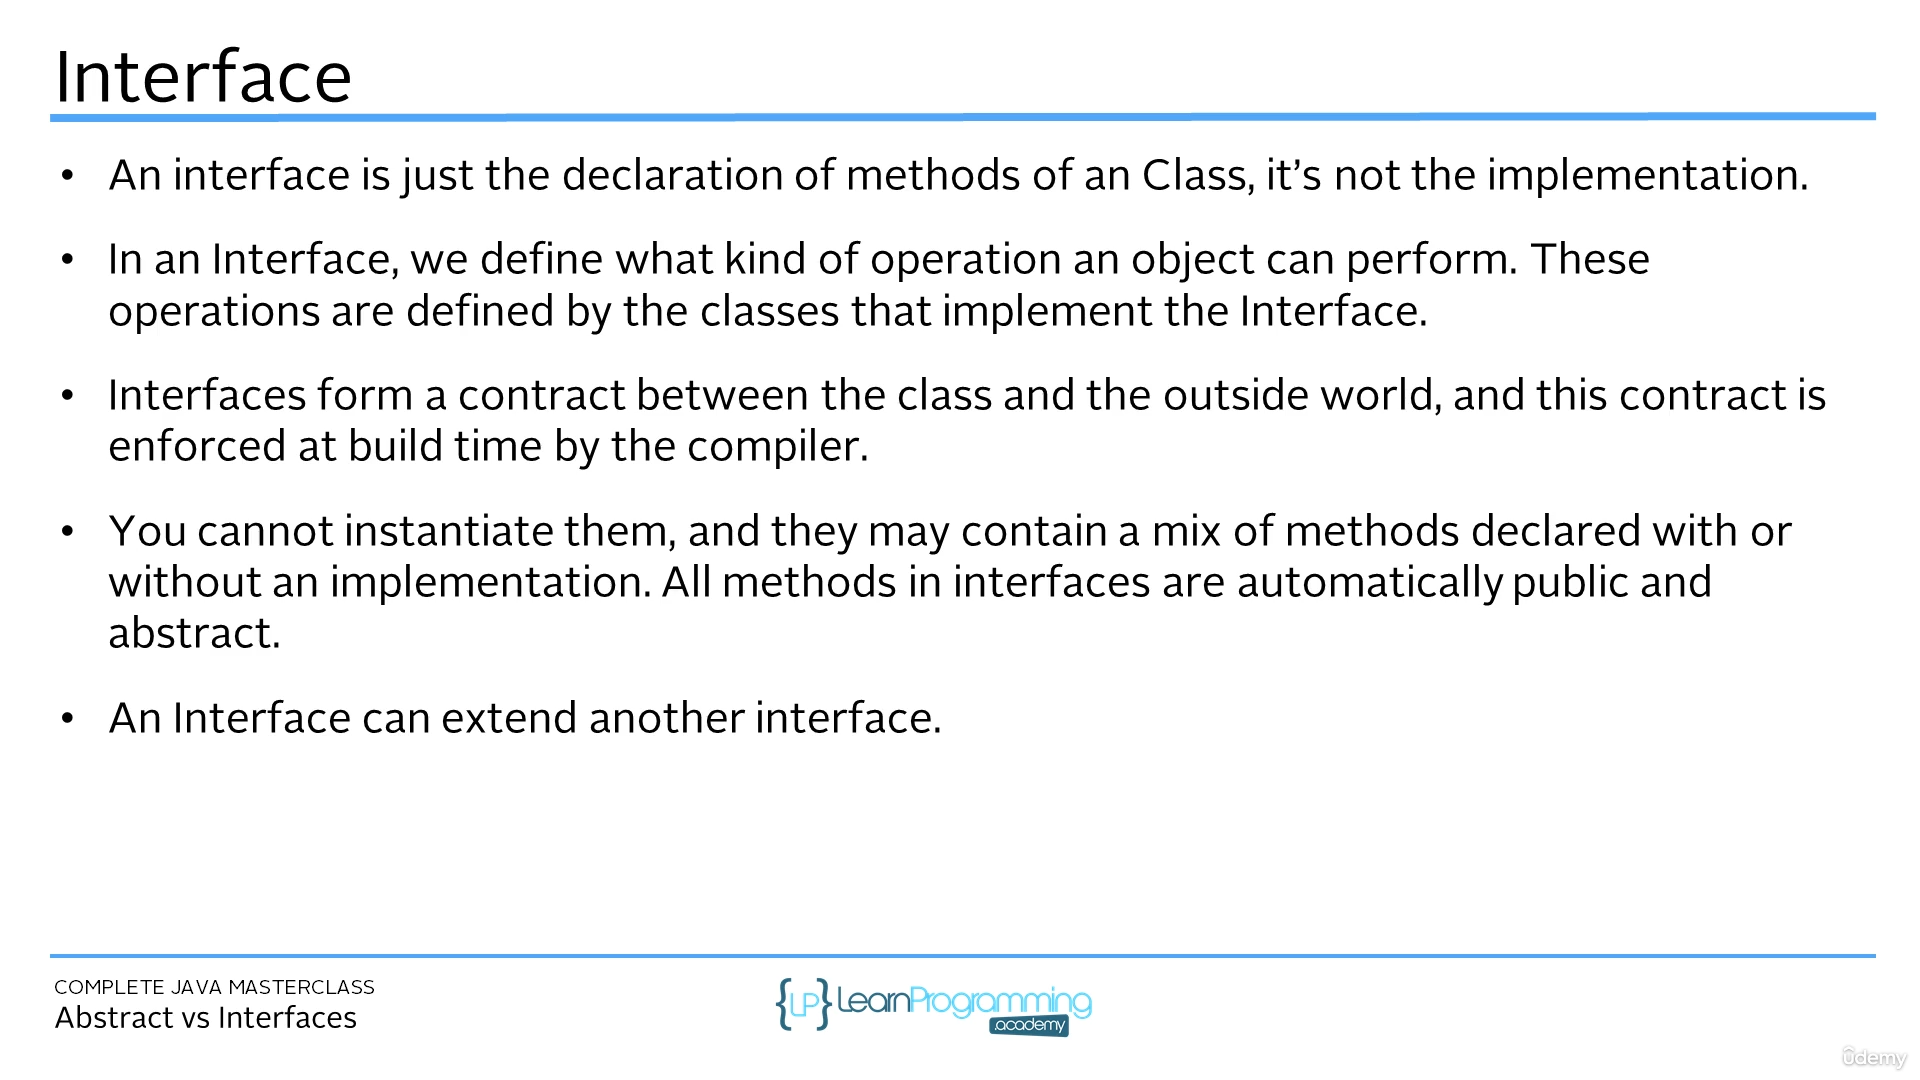 Interface
• An interface is just the declaration of methods of an Class, it’s not the implementation.
• In an Interface, we define what kind of operation an object can perform. These
operations are defined by the classes that implement the Interface.
• Interfaces form a contract between the class and the outside world, and this contract is
enforced at build time by the compiler.
• You cannot instantiate them, and they may contain a mix of methods declared with or
without an implementation. All methods in interfaces are automatically public and
abstract.
• An Interface can extend another interface.
COMPLETE JAVA MASTERCLASS
Abstract vs Interfaces
{LP} LearnProgramming
.academy
ûdemy